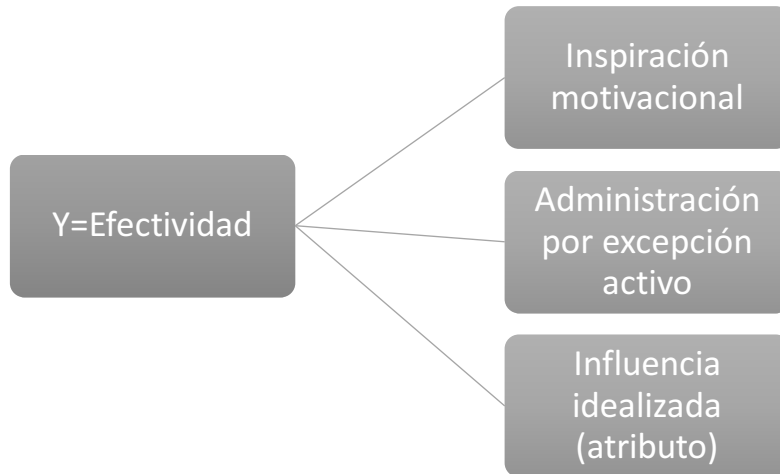 Y=Efectividad
Inspiración
motivacional
Administración
por excepción
activo
Influencia
idealizada
(atributo)